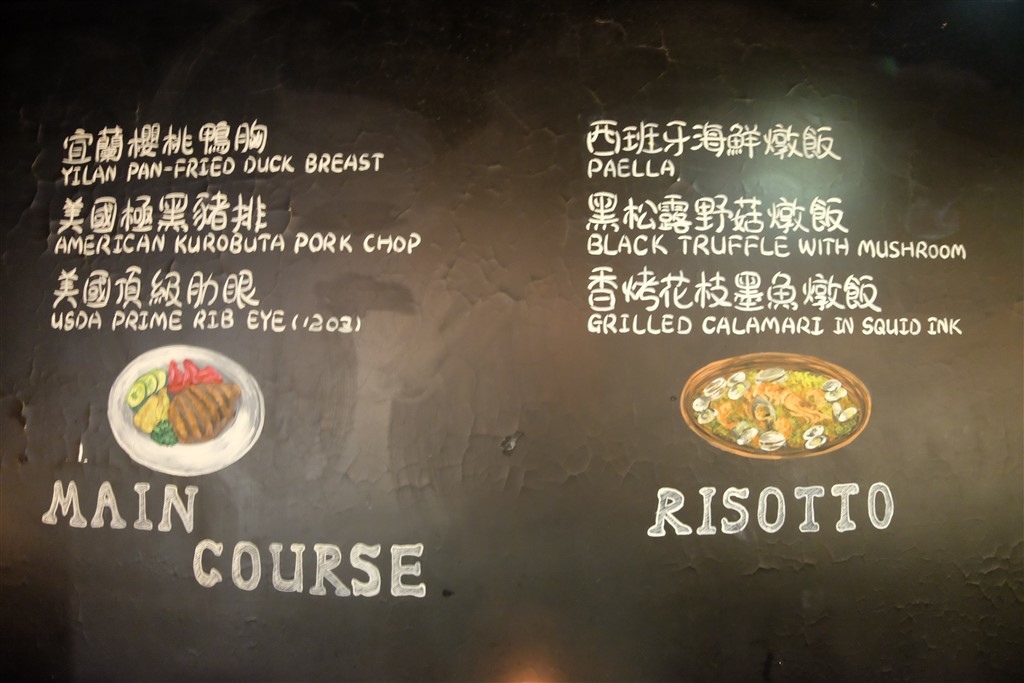 宜蘭櫻桃鴨胸
YILAN PAN-FRIED DUCK BREAST
美國極黑豬排
AMERICAN KUROBUTA PORK CHOP
美國頂級肋眼
USDA PRIME RIB EYE (12OZ)
MAIN
COURSE
西班牙海鮮燉飯
PAELLA
黑松露野菇燉飯
BLACK TRUFFLE WITH MUSHROOM
香烤花枝墨魚燉飯
GRILLED CALAMARI IN SQUID INK
RISOTTO